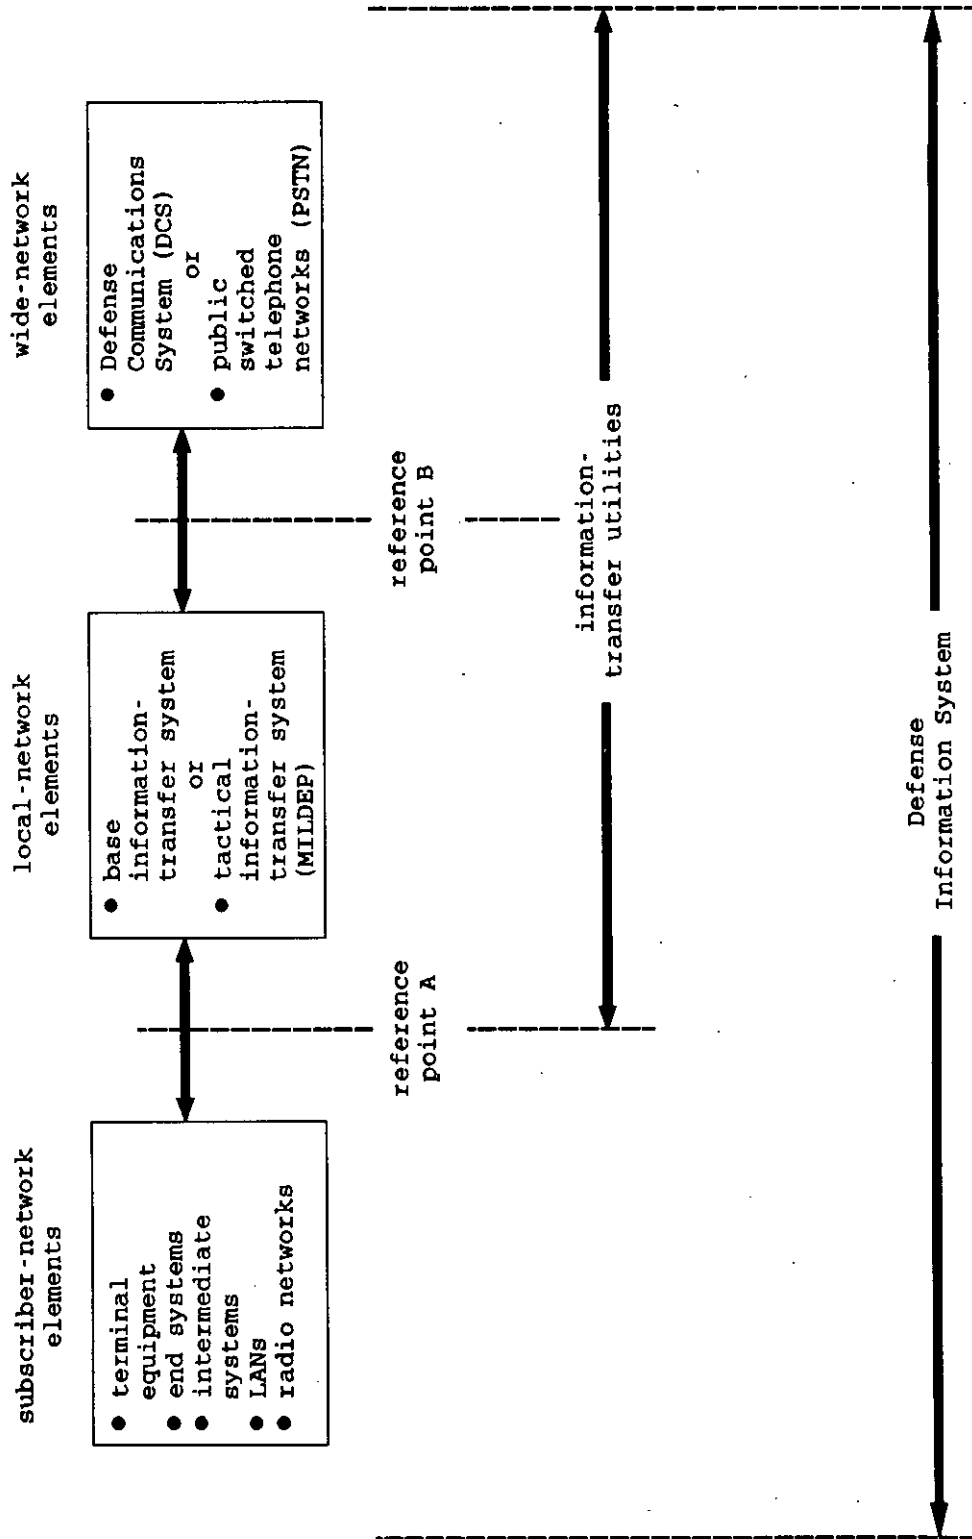 subscriber-network
elements
local-network
elements
wide-network
elements
● terminal
equipment
● end systems
● intermediate
systems
● LANs
● radio networks
● base
information-
transfer system
or
● tactical
information-
transfer system
(MILDEP)
● Defense
Communications
System (DCS)
or
● public
switched
telephone
networks (PSTN)
reference
point A
reference
point B
information-
transfer utilities
Defense
Information System